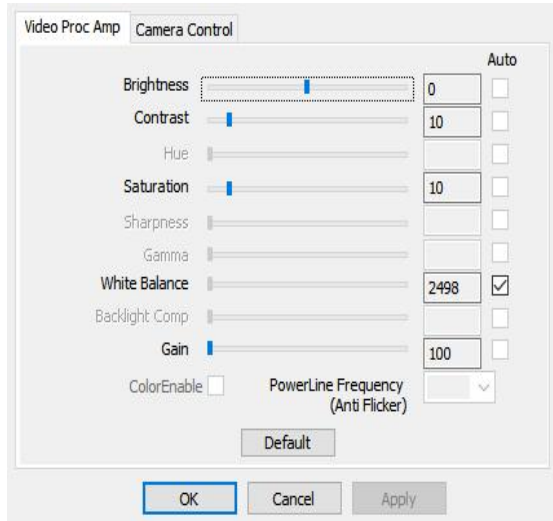 Video Proc Amp Camera Control
Auto
Brightness 0
Contrast 10
Hue
Saturation 10
Sharpness
Gamma
White Balance 2498
Backlight Comp
Gain 100
ColorEnable PowerLine Frequency
(Anti Flicker)
Default
OK Cancel Apply